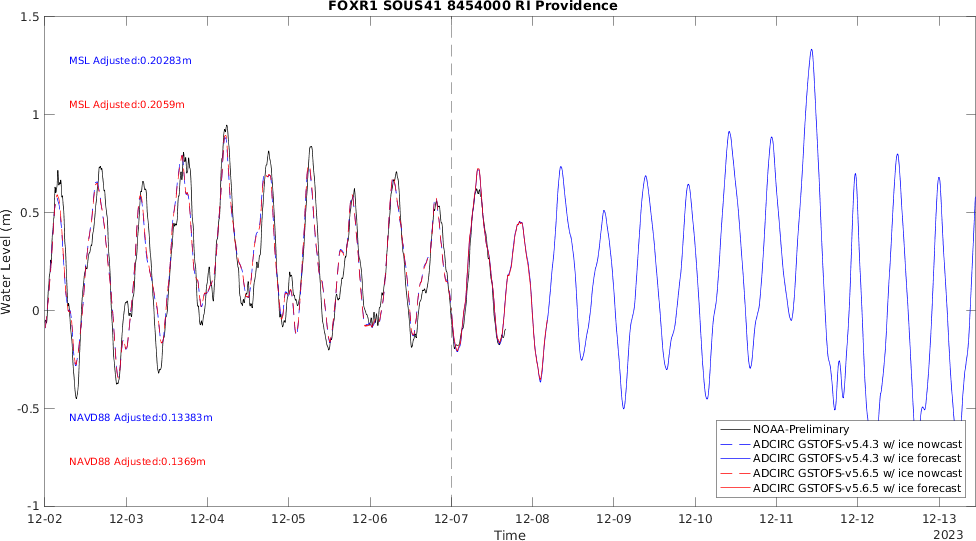 FOXR1 SOUS41 8454000 RI Providence
1.5
MSL Adjusted:0.20283m
MSL Adjusted:0.2059m
1
0.5
Water Level (m)
0
-0.5
NAVD88 Adjusted:0.13383m
NAVD88 Adjusted:0.1369m
NOAA-Preliminary
ADCIRC GSTOFS-v5.4.3 w/ ice nowcast
ADCIRC GSTOFS-v5.4.3 w/ ice forecast
ADCIRC GSTOFS-v5.6.5 w/ ice nowcast
ADCIRC GSTOFS-v5.6.5 w/ ice forecast
-1
12-02 12-03 12-04 12-05 12-06 12-07 12-08 12-09 12-10 12-11 12-12 12-13
Time
2023